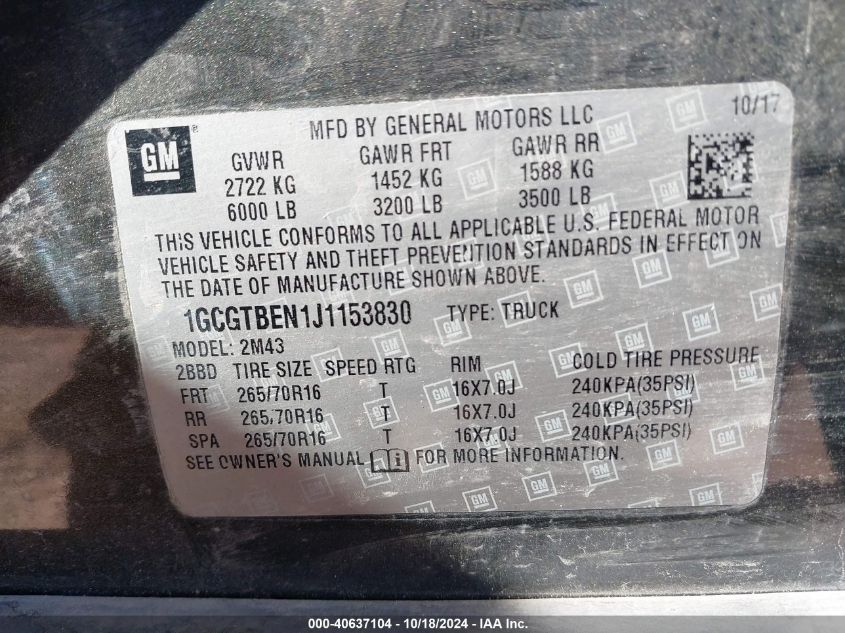 GM
MFD BY GENERAL MOTORS LLC
10/17
GVWR GAWR FRT GAWR RR
2722 KG 1452 KG 1588 KG
6000 LB 3200 LB 3500 LB
THIS VEHICLE CONFORMS TO ALL APPLICABLE U.S. FEDERAL MOTOR
VEHICLE SAFETY AND THEFT PREVENTION STANDARDS IN EFFECT ON
THE DATE OF MANUFACTURE SHOWN ABOVE.
1GCGTBEN1J1153830 TYPE: TRUCK
MODEL: 2M43
2BBD TIRE SIZE SPEED RTG RIM COLD TIRE PRESSURE
FRT 265/70R16 T 16X7.0J 240KPA(35PSI)
RR 265/70R16 T 16X7.0J 240KPA(35PSI)
SPA 265/70R16 T 16X7.0J 240KPA(35PSI)
SEE OWNER'S MANUAL FOR MORE INFORMATION.
000-40637104 - 10/18/2024 - IAA Inc.